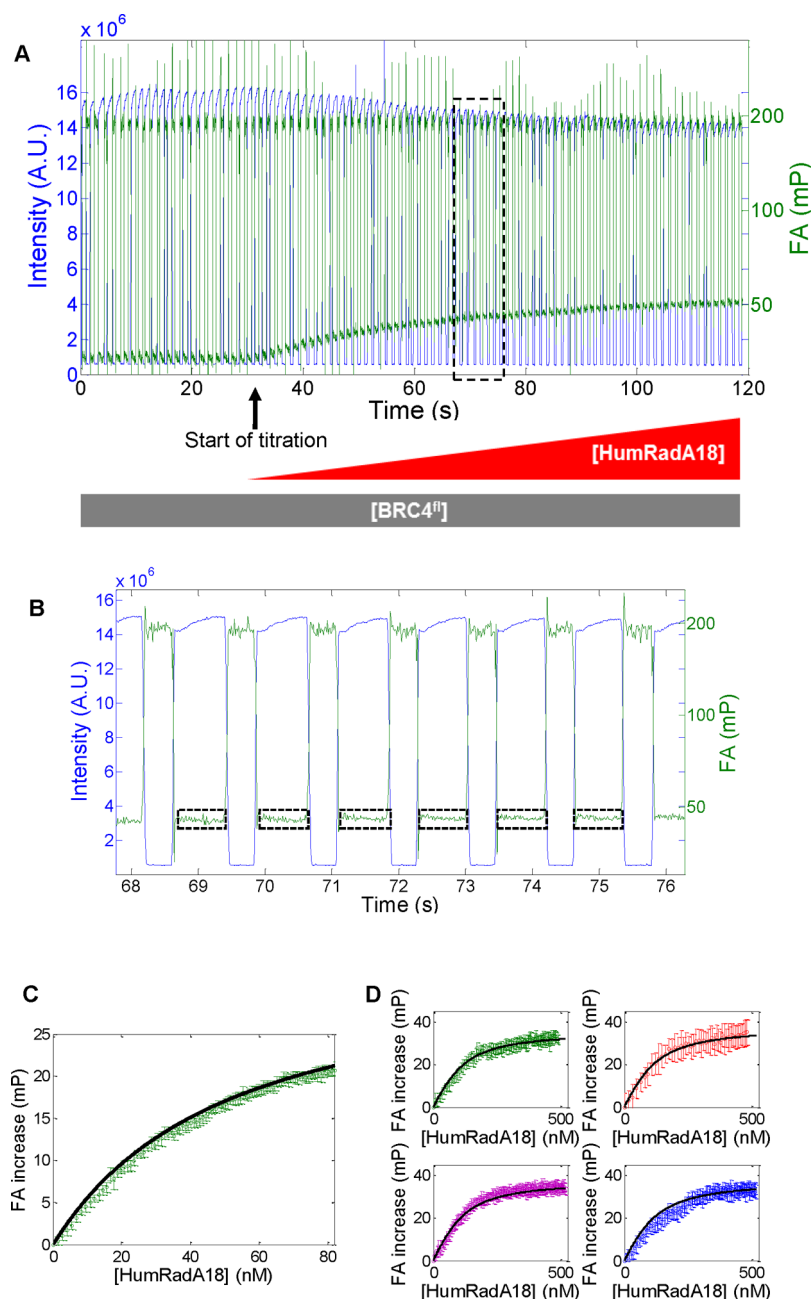 A
x 10⁶
Intensity (A.U.)
16
14
12
10
8
6
4
2
0
200
100
50
FA (mP)
0 20 40 60 80 100 120
Time (s)
Start of titration
[HumRadA18]
[BRC4ᶠˡ]
B
x 10⁶
Intensity (A.U.)
16
14
12
10
8
6
4
2
200
100
50
FA (mP)
68 69 70 71 72 73 74 75 76
Time (s)
C
FA increase (mP)
25
20
15
10
5
0
0 20 40 60 80
[HumRadA18] (nM)
D
FA increase (mP)
40
20
0
0 500
[HumRadA18] (nM)
FA increase (mP)
40
20
0
0 500
[HumRadA18] (nM)
FA increase (mP)
40
20
0
0 500
[HumRadA18] (nM)
FA increase (mP)
40
20
0
0 500
[HumRadA18] (nM)